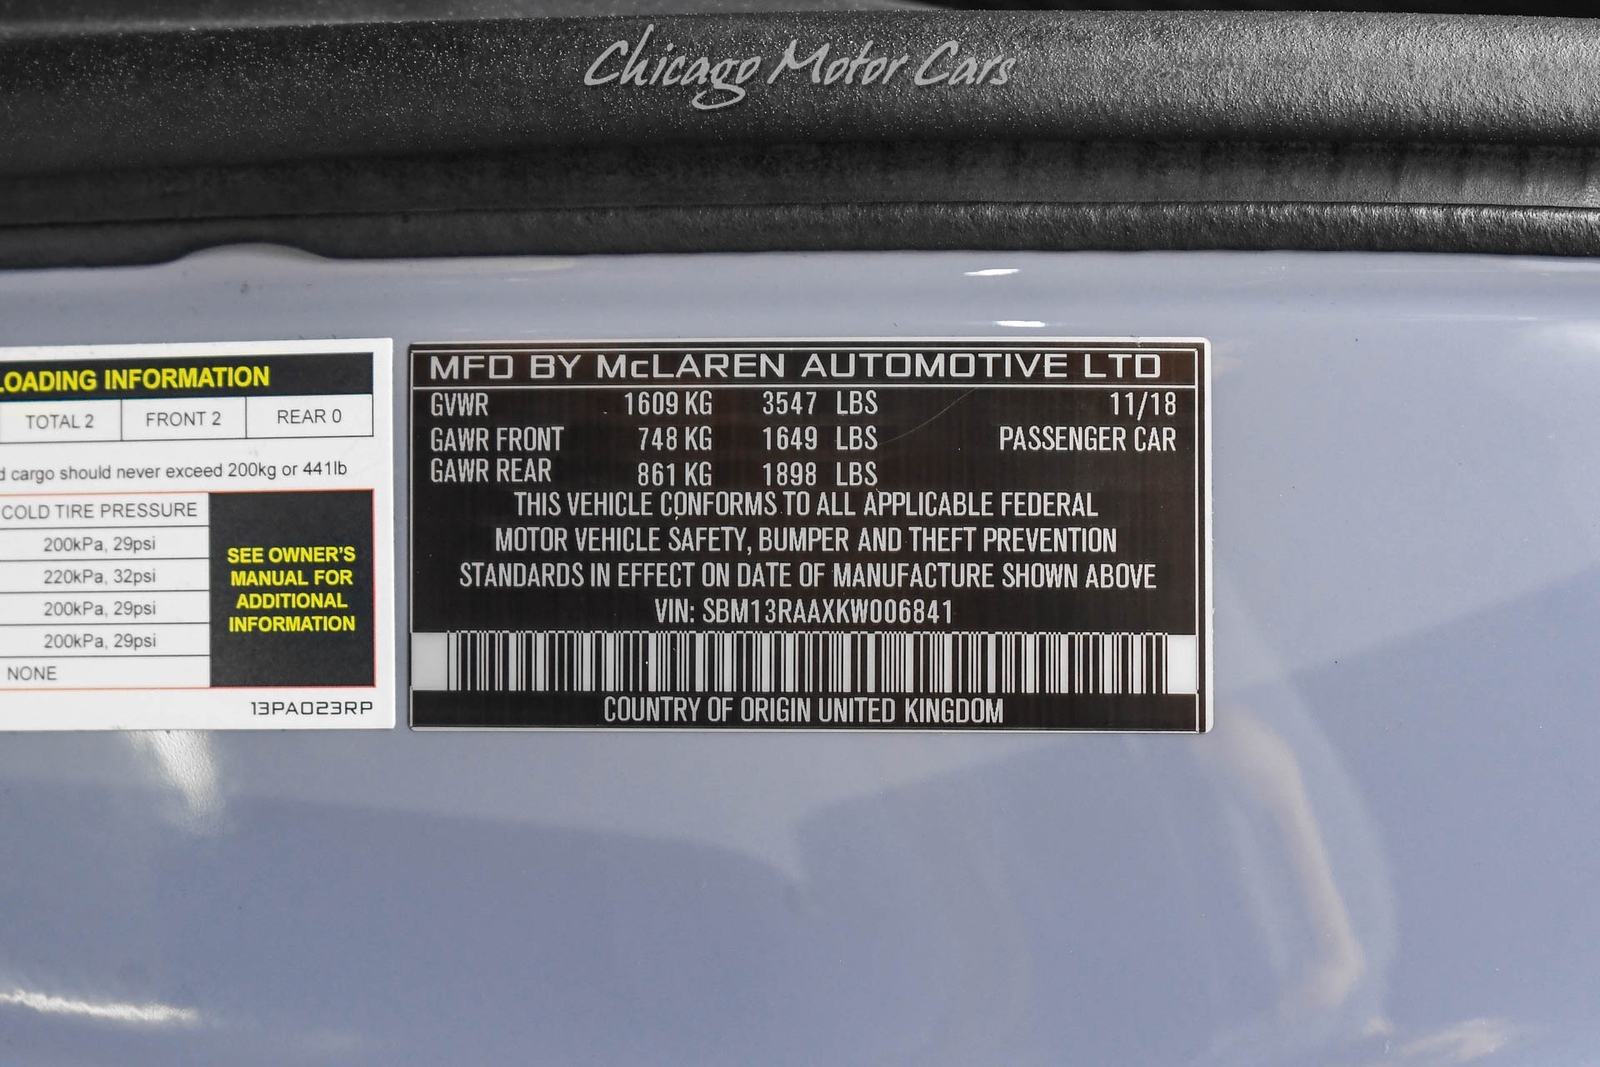 Chicago Motor Cars
LOADING INFORMATION
TOTAL 2 FRONT 2 REAR 0
cargo should never exceed 200kg or 441lb
COLD TIRE PRESSURE
200kPa, 29psi
220kPa, 32psi
200kPa, 29psi
200kPa, 29psi
NONE
SEE OWNER'S
MANUAL FOR
ADDITIONAL
INFORMATION
13PA023RP
MFD BY McLAREN AUTOMOTIVE LTD
GVWR 1609 KG 3547 LBS 11/18
GAWR FRONT 748 KG 1649 LBS PASSENGER CAR
GAWR REAR 861 KG 1898 LBS
THIS VEHICLE CONFORMS TO ALL APPLICABLE FEDERAL
MOTOR VEHICLE SAFETY, BUMPER AND THEFT PREVENTION
STANDARDS IN EFFECT ON DATE OF MANUFACTURE SHOWN ABOVE
VIN: SBM13RAAXKW006841
COUNTRY OF ORIGIN UNITED KINGDOM